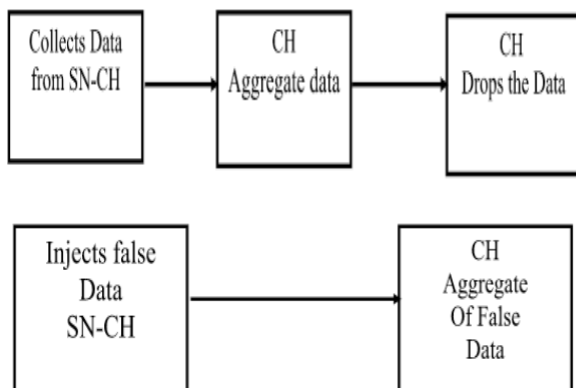 Collects Data
from SN-CH
CH
Aggregate data
CH
Drops the Data
Injects false
Data
SN-CH
CH
Aggregate
Of False
Data